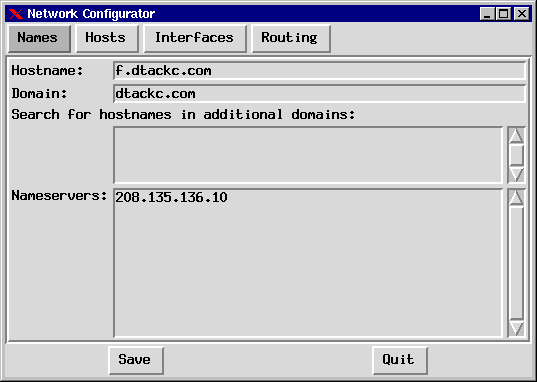 Network Configurator
Names Hosts Interfaces Routing
Hostname: f.dtackc.com
Domain: dtackc.com
Search for hostnames in additional domains:
Nameservers: 208.135.136.10
Save Quit